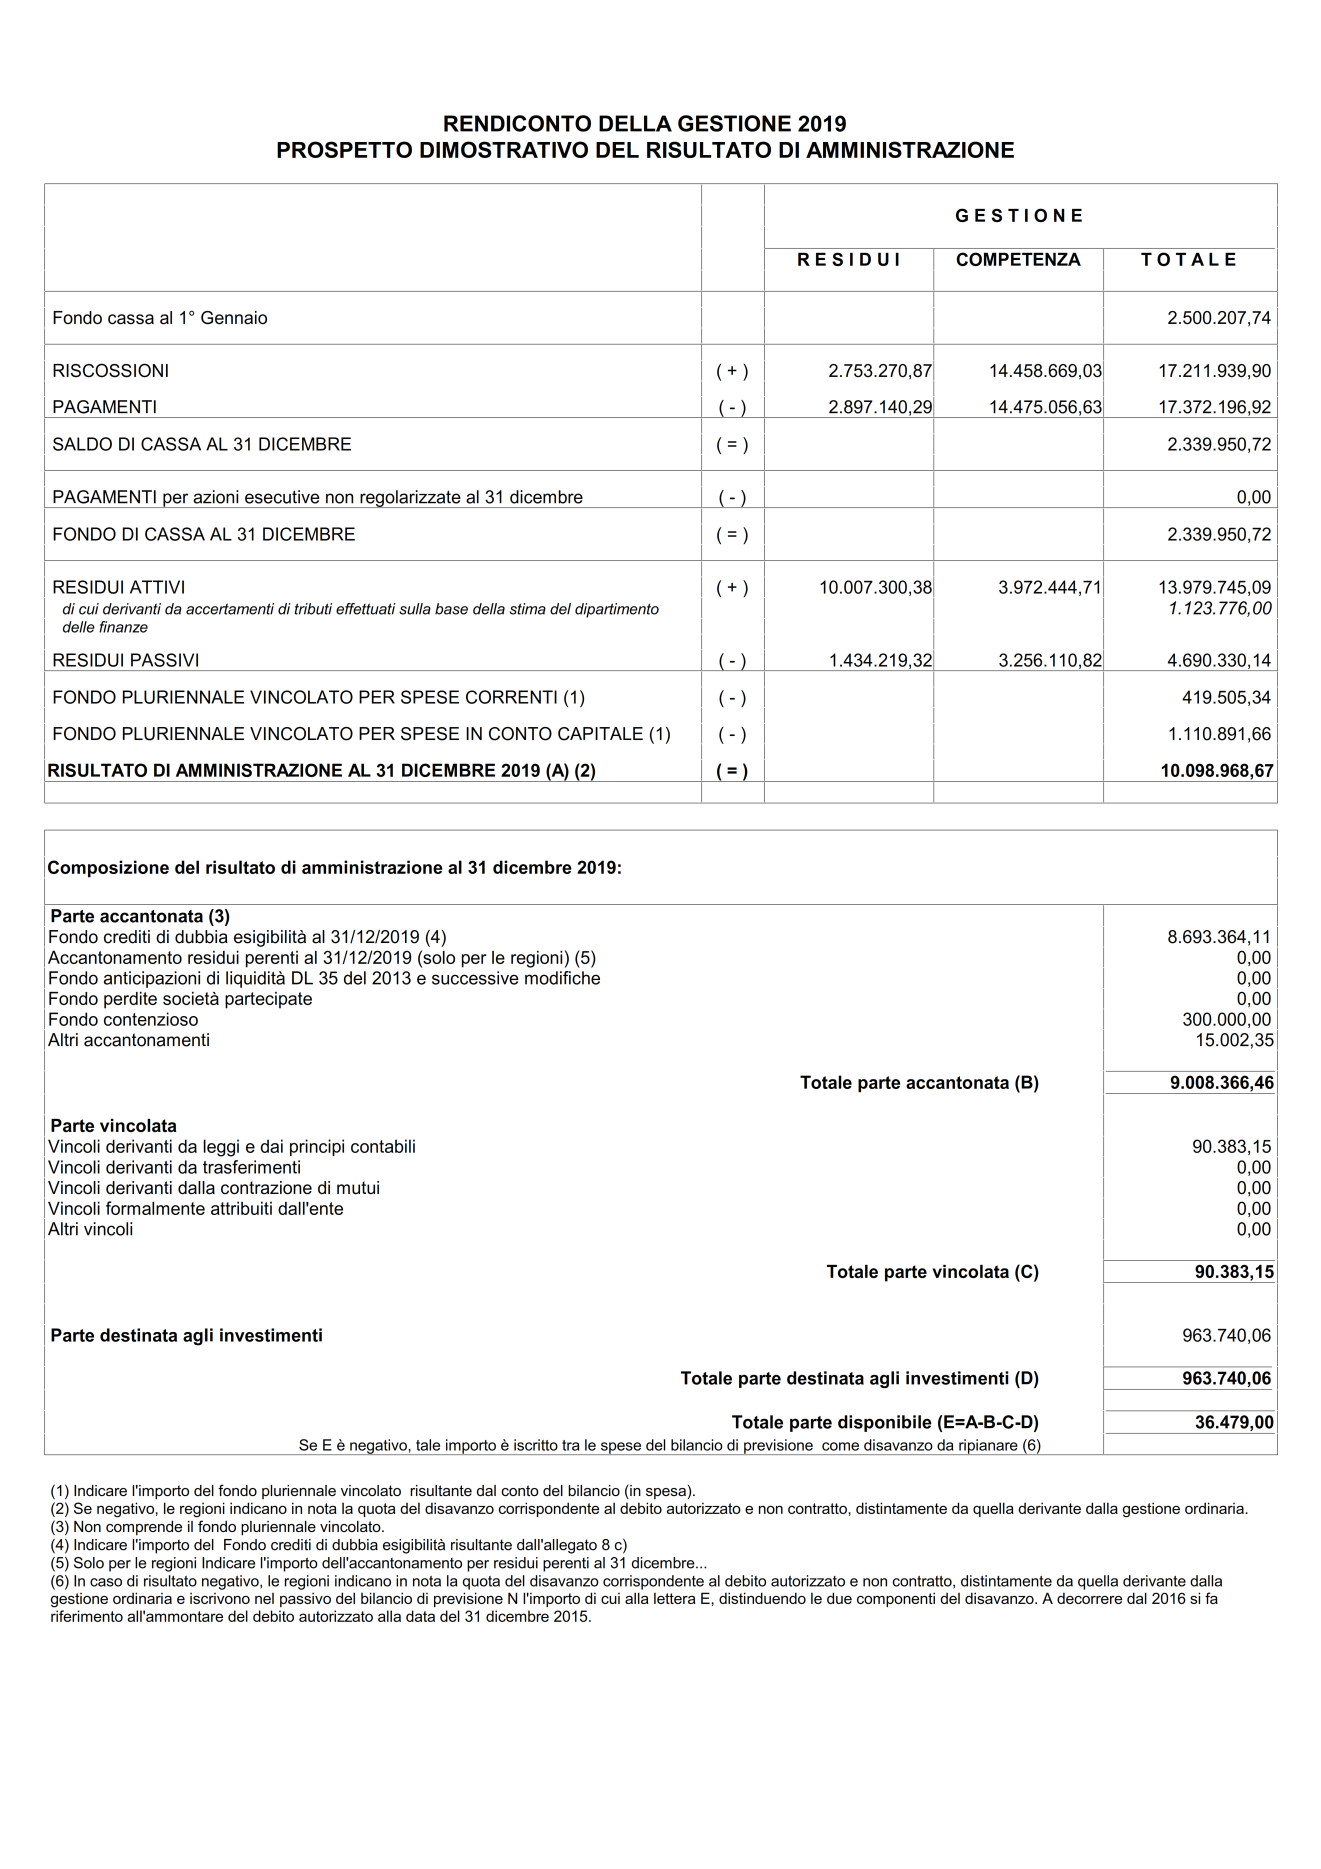 RENDICONTO DELLA GESTIONE 2019
PROSPETTO DIMOSTRATIVO DEL RISULTATO DI AMMINISTRAZIONE
G E S T I O N E
R E S I D U I COMPETENZA T O T A L E
Fondo cassa al 1° Gennaio 2.500.207,74
RISCOSSIONI ( + ) 2.753.270,87 14.458.669,03 17.211.939,90
PAGAMENTI ( - ) 2.897.140,29 14.475.056,63 17.372.196,92
SALDO DI CASSA AL 31 DICEMBRE ( = ) 2.339.950,72
PAGAMENTI per azioni esecutive non regolarizzate al 31 dicembre ( - ) 0,00
FONDO DI CASSA AL 31 DICEMBRE ( = ) 2.339.950,72
RESIDUI ATTIVI ( + ) 10.007.300,38 3.972.444,71 13.979.745,09
di cui derivanti da accertamenti di tributi effettuati sulla base della stima del dipartimento 1.123.776,00
delle finanze
RESIDUI PASSIVI ( - ) 1.434.219,32 3.256.110,82 4.690.330,14
FONDO PLURIENNALE VINCOLATO PER SPESE CORRENTI (1) ( - ) 419.505,34
FONDO PLURIENNALE VINCOLATO PER SPESE IN CONTO CAPITALE (1) ( - ) 1.110.891,66
RISULTATO DI AMMINISTRAZIONE AL 31 DICEMBRE 2019 (A) (2) ( = ) 10.098.968,67
Composizione del risultato di amministrazione al 31 dicembre 2019:
Parte accantonata (3)
Fondo crediti di dubbia esigibilità al 31/12/2019 (4) 8.693.364,11
Accantonamento residui perenti al 31/12/2019 (solo per le regioni) (5) 0,00
Fondo anticipazioni di liquidità DL 35 del 2013 e successive modifiche 0,00
Fondo perdite società partecipate 0,00
Fondo contenzioso 300.000,00
Altri accantonamenti 15.002,35
Totale parte accantonata (B) 9.008.366,46
Parte vincolata
Vincoli derivanti da leggi e dai principi contabili 90.383,15
Vincoli derivanti da trasferimenti 0,00
Vincoli derivanti dalla contrazione di mutui 0,00
Vincoli formalmente attribuiti dall'ente 0,00
Altri vincoli 0,00
Totale parte vincolata (C) 90.383,15
Parte destinata agli investimenti 963.740,06
Totale parte destinata agli investimenti (D) 963.740,06
Totale parte disponibile (E=A-B-C-D) 36.479,00
Se E è negativo, tale importo è iscritto tra le spese del bilancio di previsione come disavanzo da ripianare (6)
(1) Indicare l'importo del fondo pluriennale vincolato risultante dal conto del bilancio (in spesa).
(2) Se negativo, le regioni indicano in nota la quota del disavanzo corrispondente al debito autorizzato e non contratto, distintamente da quella derivante dalla gestione ordinaria.
(3) Non comprende il fondo pluriennale vincolato.
(4) Indicare l'importo del Fondo crediti di dubbia esigibilità risultante dall'allegato 8 c)
(5) Solo per le regioni Indicare l'importo dell'accantonamento per residui perenti al 31 dicembre...
(6) In caso di risultato negativo, le regioni indicano in nota la quota del disavanzo corrispondente al debito autorizzato e non contratto, distintamente da quella derivante dalla
gestione ordinaria e iscrivono nel passivo del bilancio di previsione N l'importo di cui alla lettera E, distinduendo le due componenti del disavanzo. A decorrere dal 2016 si fa
riferimento all'ammontare del debito autorizzato alla data del 31 dicembre 2015.